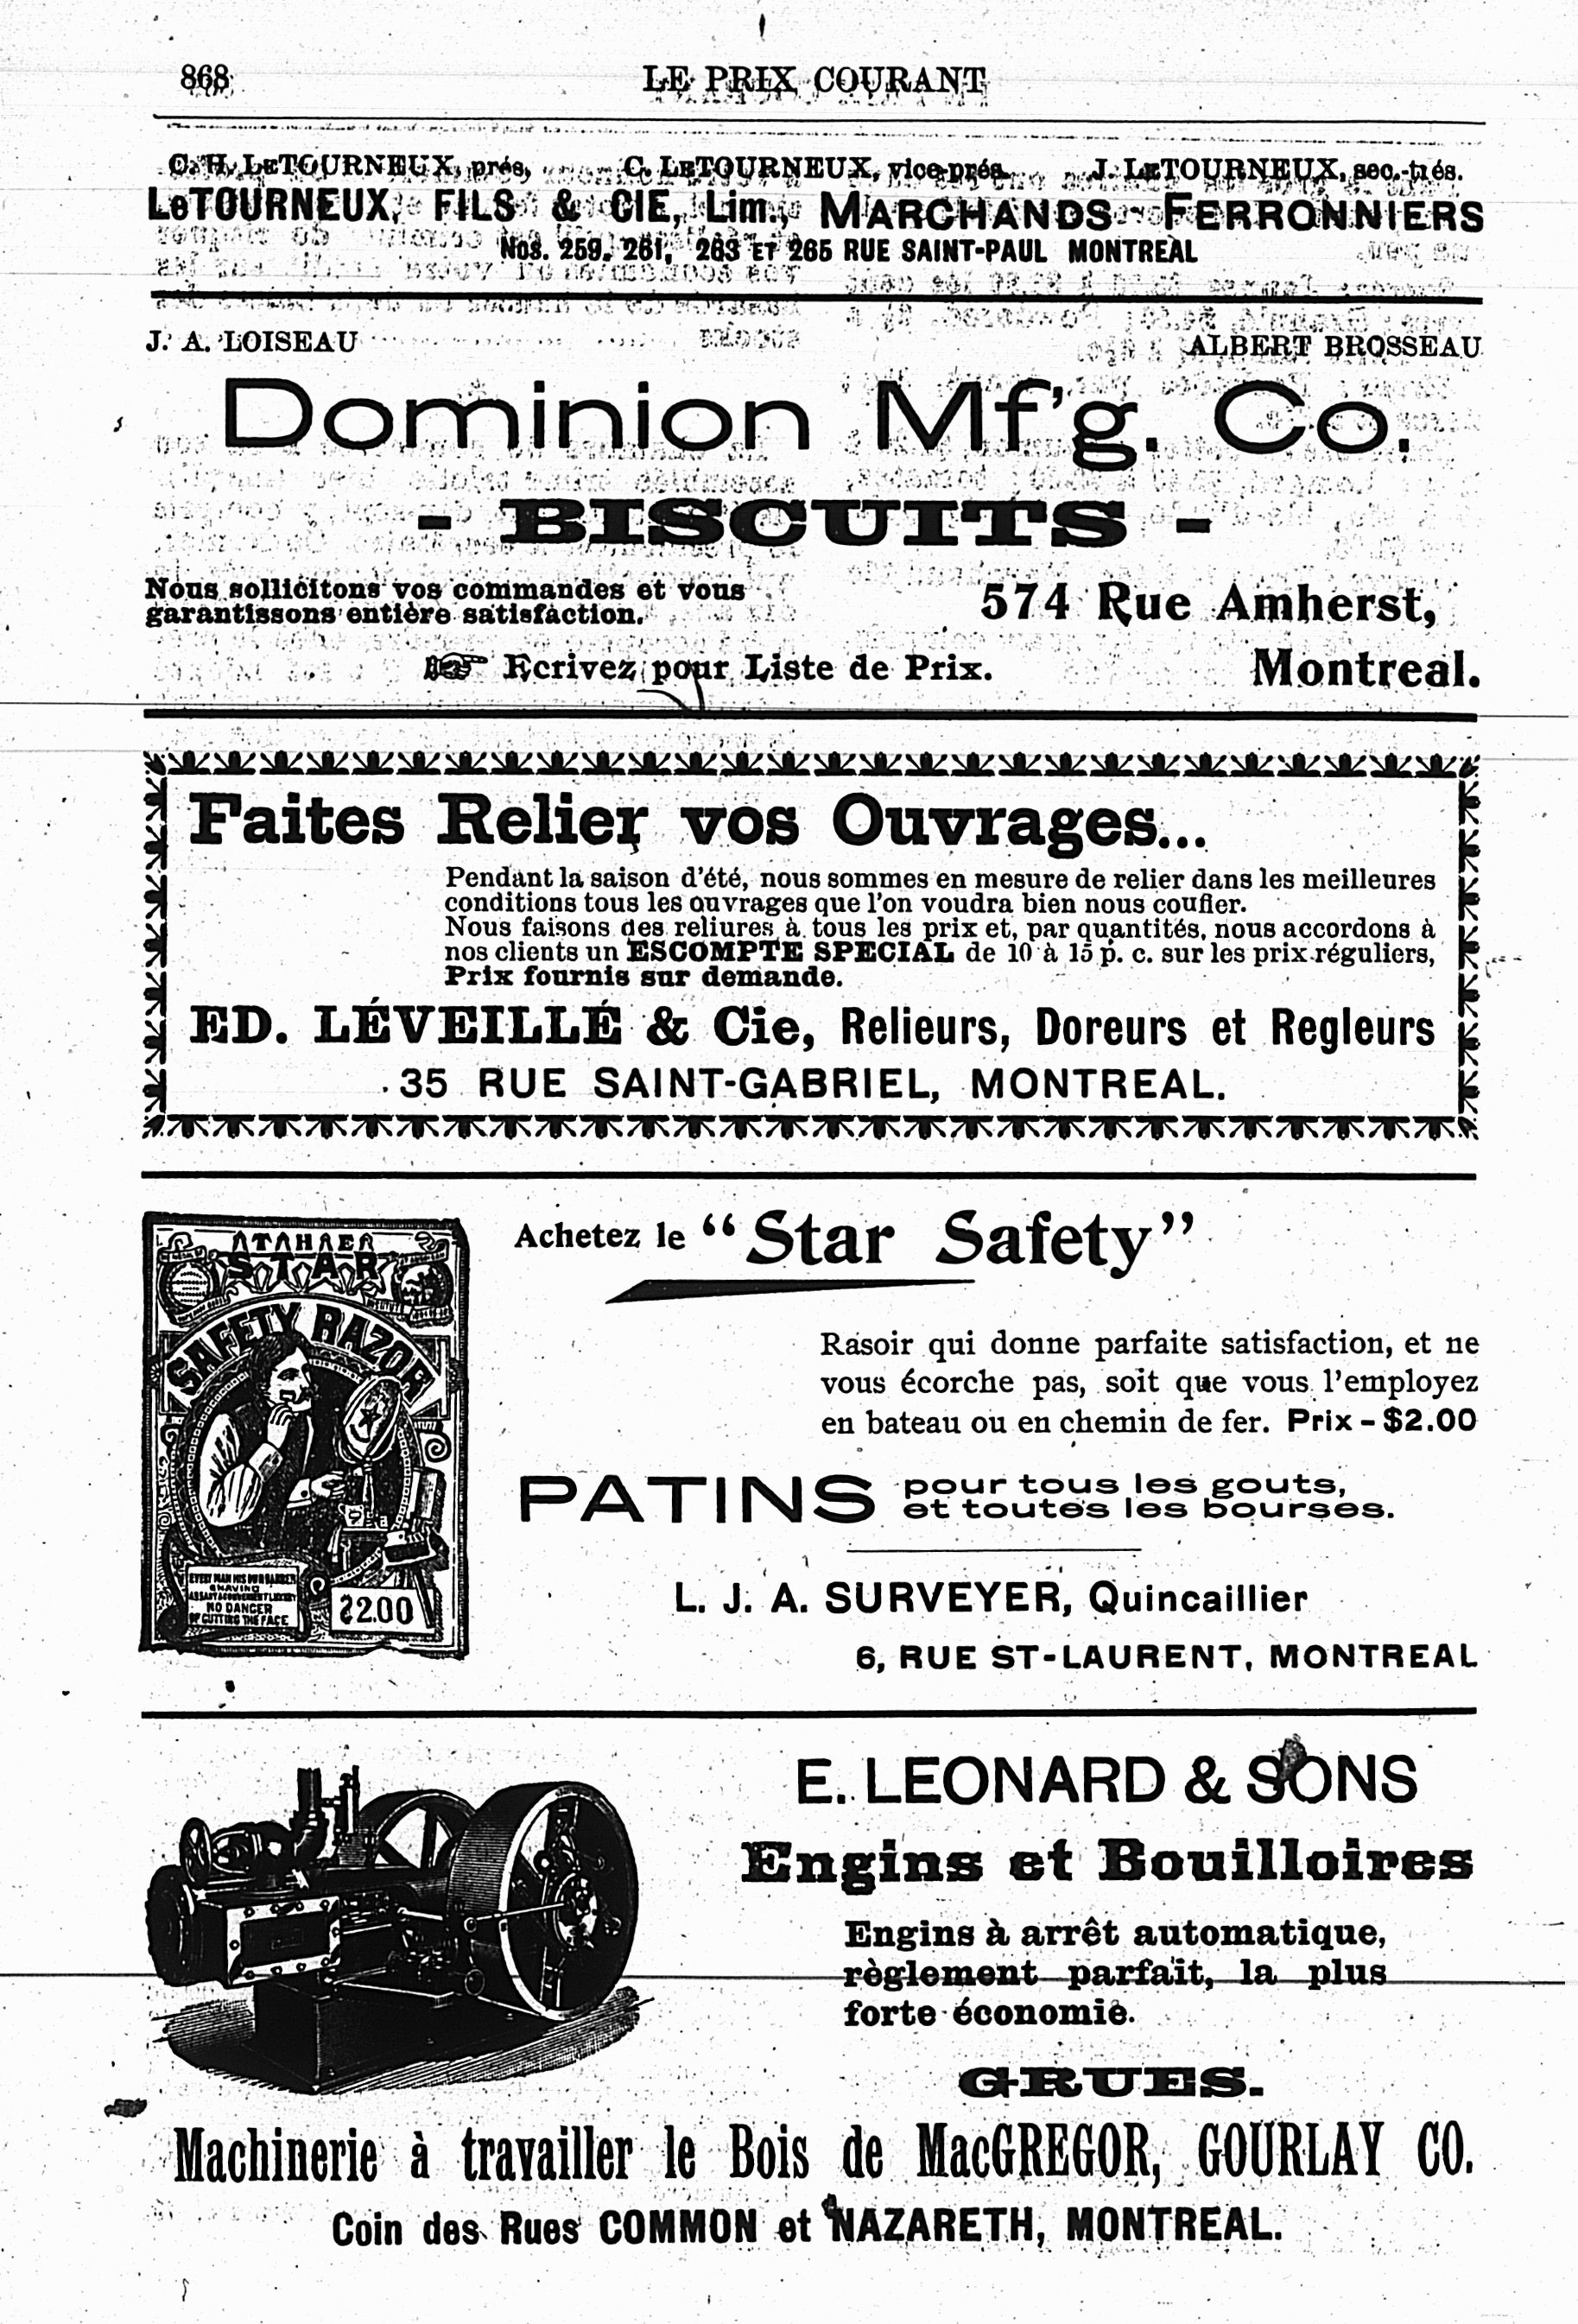 868
LE PRIX COURANT
C. H. LeTOURNEUX, prés. C. LeTOURNEUX, vice-prés. J. LeTOURNEUX, sec.-trés.
LeTOURNEUX, FILS & CIE, Lim., MARCHANDS-FERRONNIERS
Nos. 259, 261, 263 ET 265 RUE SAINT-PAUL MONTREAL
J. A. LOISEAU
ALBERT BROSSEAU
Dominion Mf'g. Co.
- BISCUITS -
Nous sollicitons vos commandes et vous
garantissons entière satisfaction.
574 Rue Amherst,
Ecrivez pour Liste de Prix.
Montreal.
Faites Relier vos Ouvrages...
Pendant la saison d'été, nous sommes en mesure de relier dans les meilleures
conditions tous les ouvrages que l'on voudra bien nous coufier.
Nous faisons des reliures à tous les prix et, par quantités, nous accordons à
nos clients un ESCOMPTE SPECIAL de 10 à 15 p. c. sur les prix réguliers,
Prix fournis sur demande.
ED. LÉVEILLÉ & Cie, Relieurs, Doreurs et Regleurs
35 RUE SAINT-GABRIEL, MONTREAL.
STAR
SAFETY RAZOR
EVERY MAN HIS OWN BARBER
SHAVING
NO DANGER
OF CUTTING THE FACE
$2.00
Achetez le "Star Safety"
Rasoir qui donne parfaite satisfaction, et ne
vous écorche pas, soit que vous l'employez
en bateau ou en chemin de fer. Prix - $2.00
PATINS pour tous les gouts,
et toutes les bourses.
L. J. A. SURVEYER, Quincaillier
6, RUE ST-LAURENT, MONTREAL
E. LEONARD & SONS
Engins et Bouilloires
Engins à arrêt automatique,
règlement parfait, la plus
forte économie.
GRUES.
Machinerie à travailler le Bois de MacGREGOR, GOURLAY CO.
Coin des Rues COMMON et NAZARETH, MONTREAL.